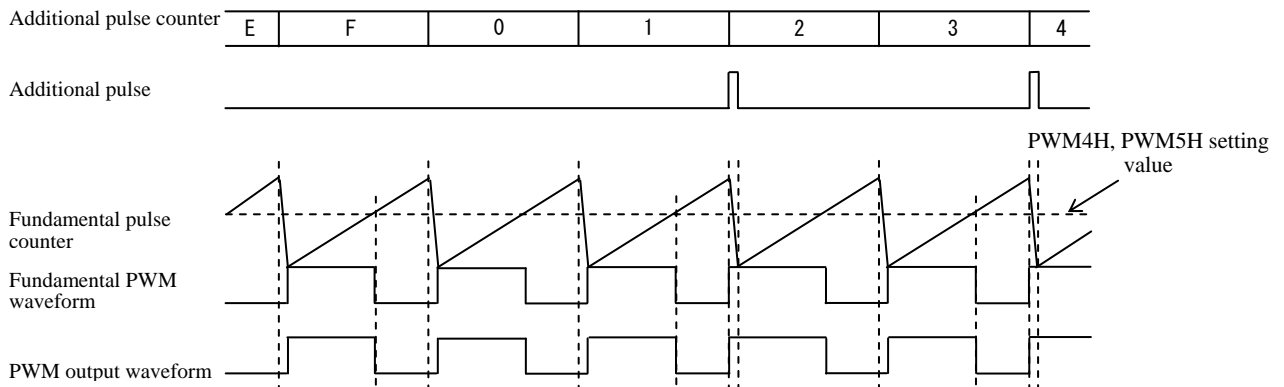 Additional pulse counter
E F 0 1 2 3 4
Additional pulse
PWM4H, PWM5H setting
value
Fundamental pulse
counter
Fundamental PWM
waveform
PWM output waveform